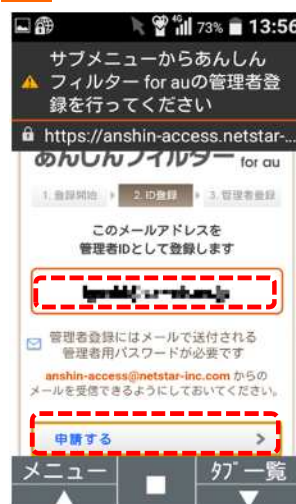 4G 73% 13:56
サブメニューからあんしん
フィルター for auの管理者登
録を行ってください
https://anshin-access.netstar-...
あんしんフィルター for au
1.登録開始 2.ID登録 3.管理者登録
このメールアドレスを
管理者IDとして登録します
管理者登録にはメールで送付される
管理者用パスワードが必要です
anshin-access@netstar-inc.com からの
メールを受信できるようにしておいてください。
申請する
メニュー ﾀﾌﾞ一覧